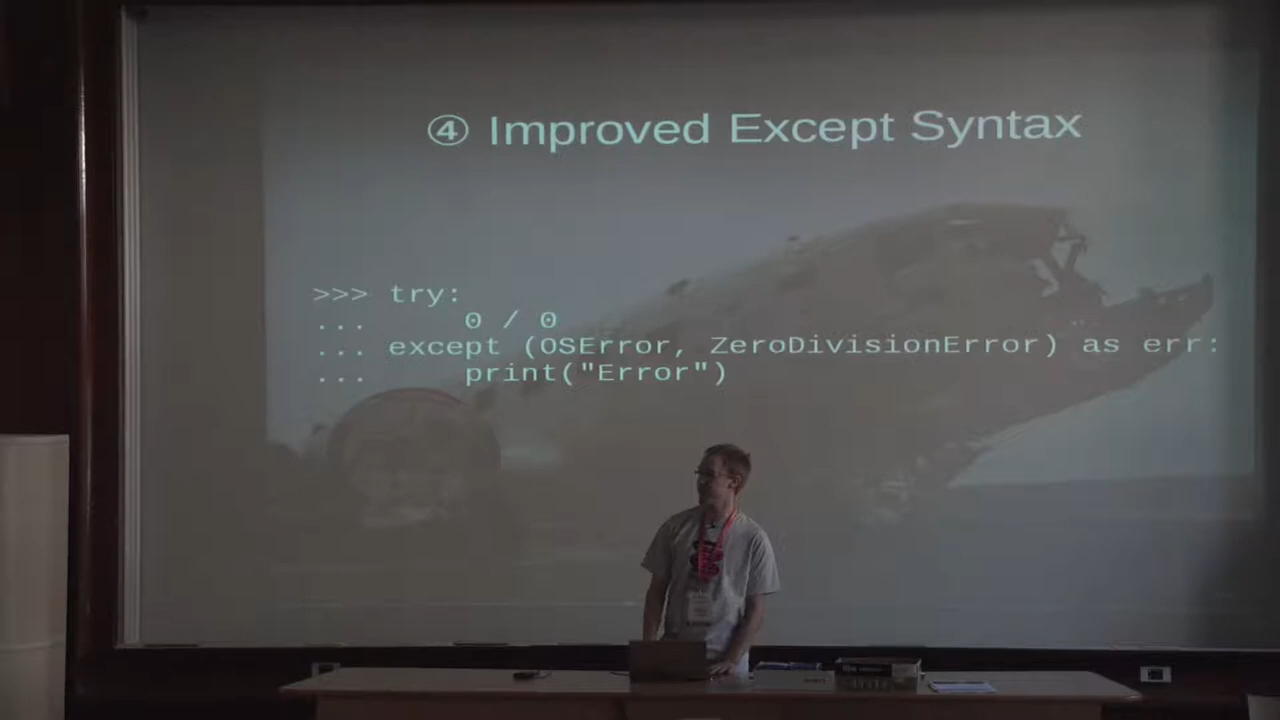 ④ Improved Except Syntax
>>> try:
...     0 / 0
... except (OSError, ZeroDivisionError) as err:
...     print("Error")